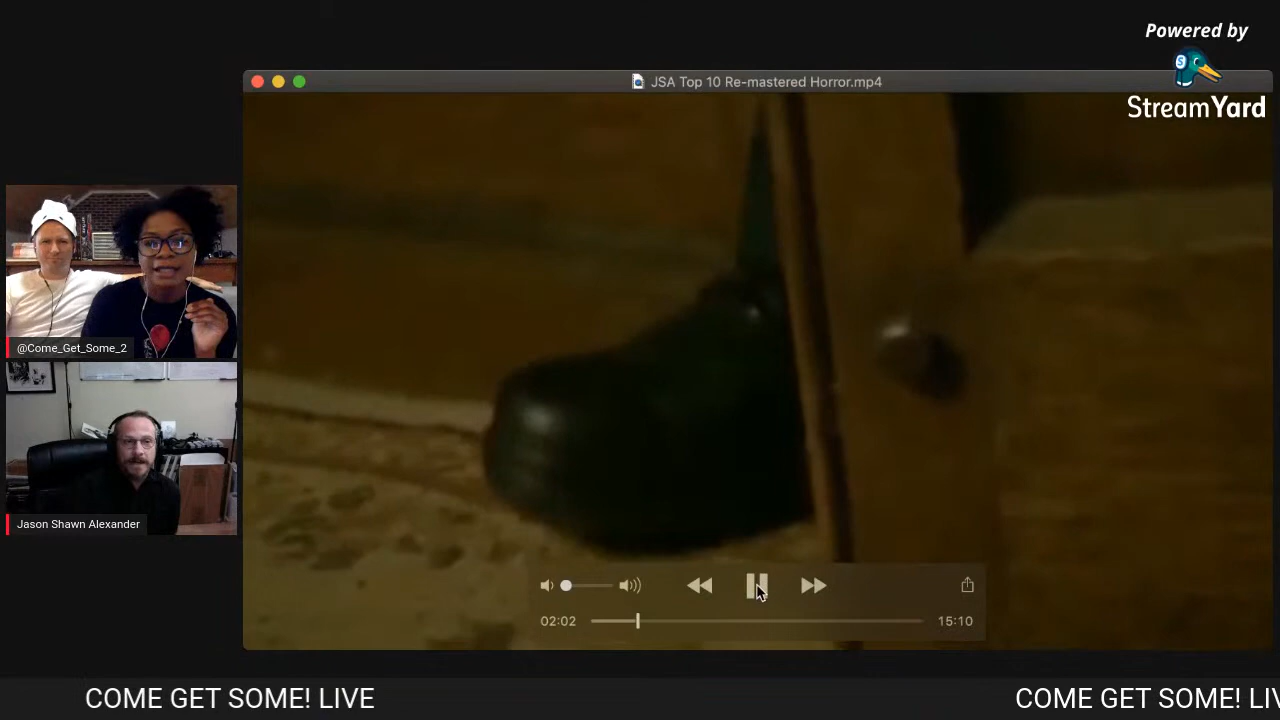 Powered by
StreamYard
JSA Top 10 Re-mastered Horror.mp4
@Come_Get_Some_2
Jason Shawn Alexander
02:02
15:10
COME GET SOME! LIVE
COME GET SOME! LIV